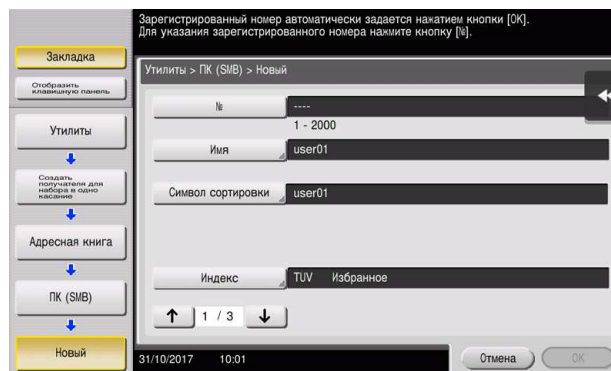 Зарегистрированный номер автоматически задается нажатием кнопки [OK].
Для указания зарегистрированного номера нажмите кнопку [№].
Закладка
Отобразить
клавишную панель
Утилиты
Создать
получателя для
набора в одно
касание
Адресная книга
ПК (SMB)
Новый
Утилиты > ПК (SMB) > Новый
№ ----
1 - 2000
Имя user01
Символ сортировки user01
Индекс TUV Избранное
1 / 3
31/10/2017 10:01
Отмена OK